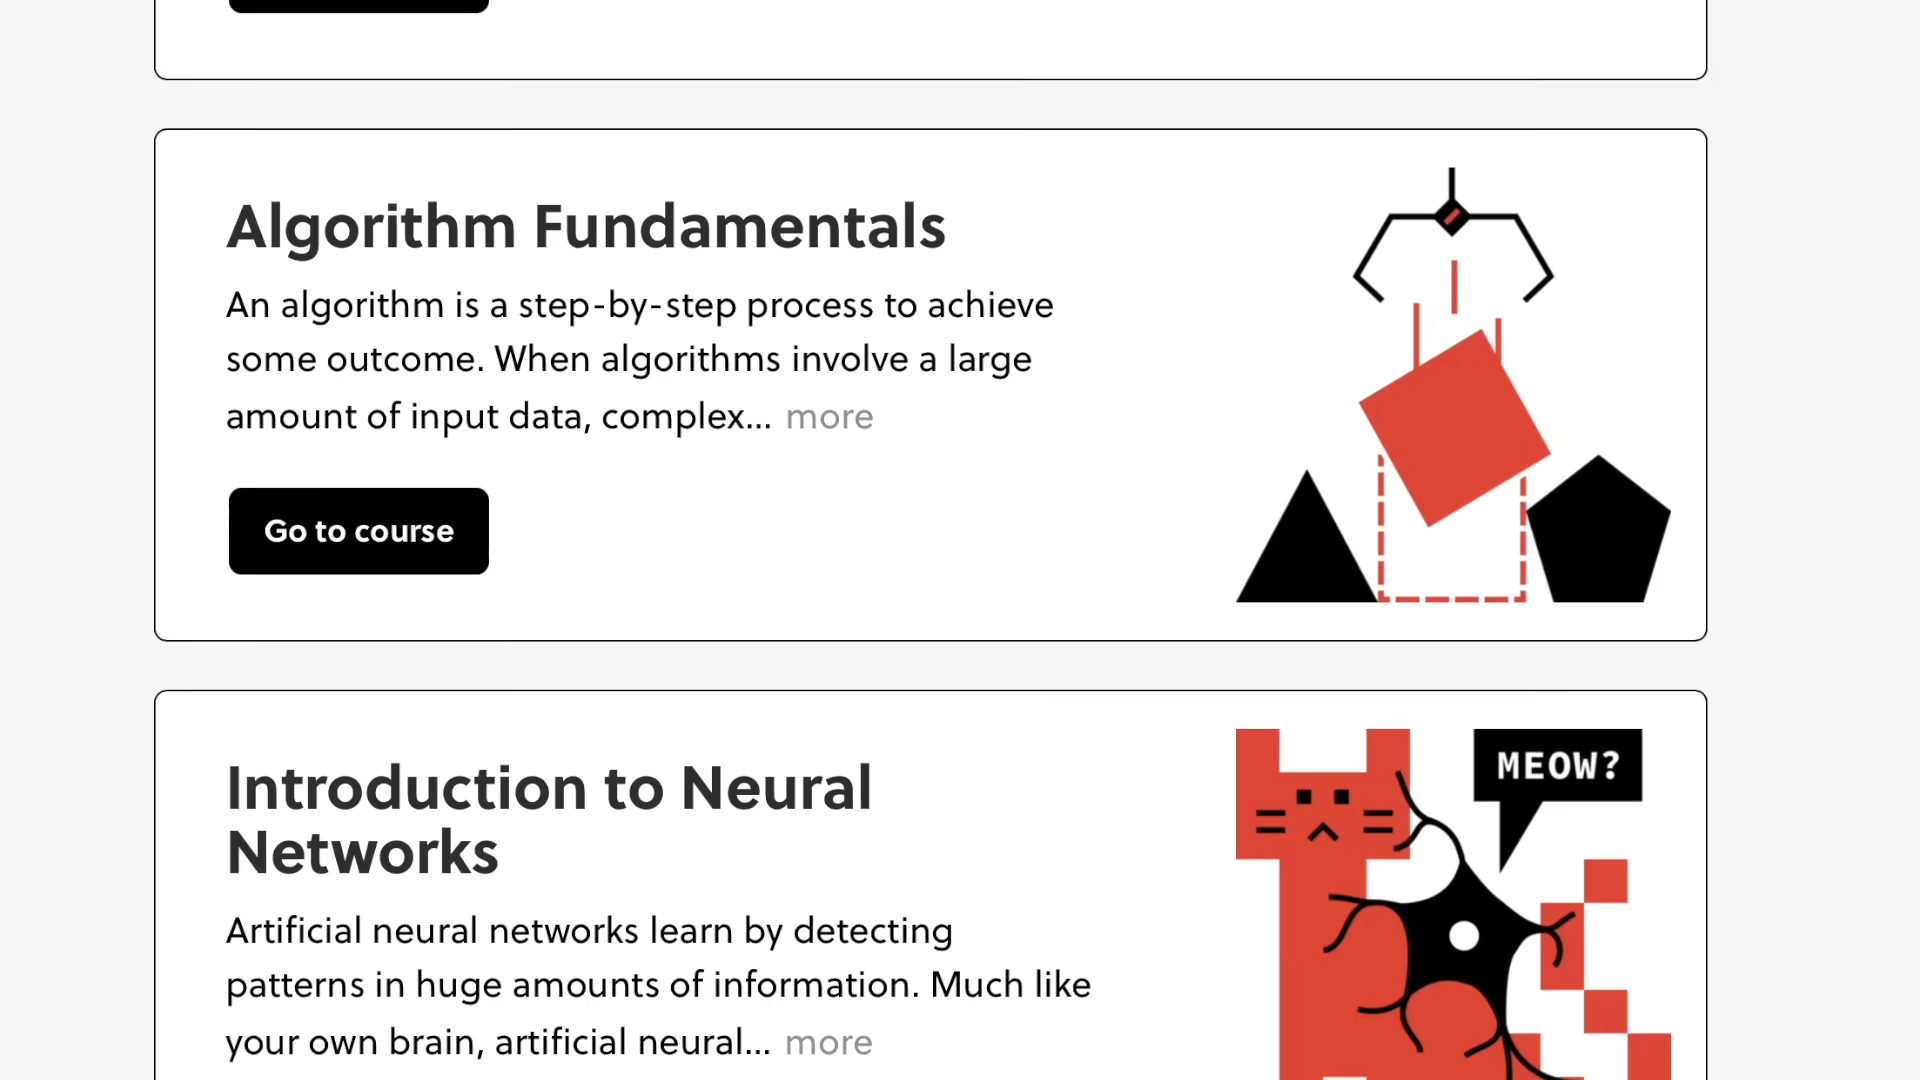 Algorithm Fundamentals
An algorithm is a step-by-step process to achieve
some outcome. When algorithms involve a large
amount of input data, complex... more
Go to course
Introduction to Neural
Networks
MEOW?
Artificial neural networks learn by detecting
patterns in huge amounts of information. Much like
your own brain, artificial neural... more